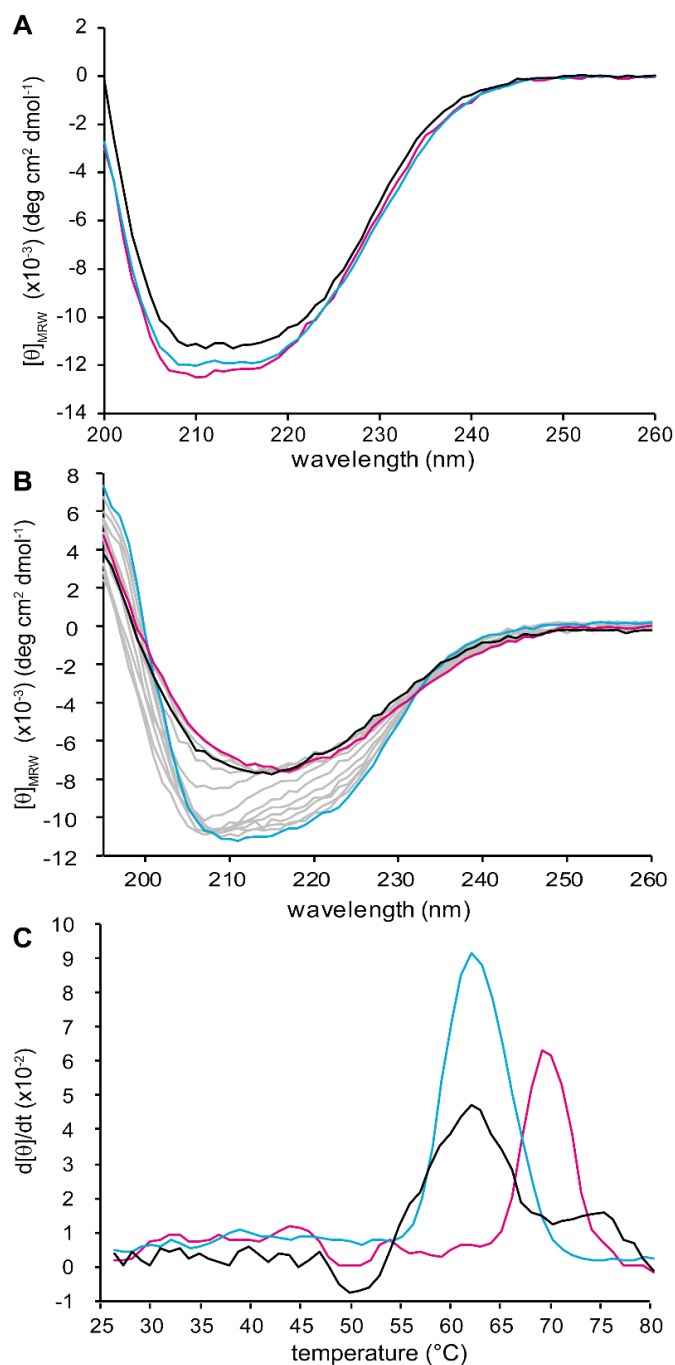 A
2
0
-2
-4
-6
-8
-10
-12
-14
[θ]MRW (x10-3) (deg cm2 dmol-1)
200 210 220 230 240 250 260
wavelength (nm)
B
8
6
4
2
0
-2
-4
-6
-8
-10
-12
[θ]MRW (x10-3) (deg cm2 dmol-1)
200 210 220 230 240 250 260
wavelength (nm)
C
10
9
8
7
6
5
4
3
2
1
0
-1
d[θ]/dt (x10-2)
25 30 35 40 45 50 55 60 65 70 75 80
temperature (°C)